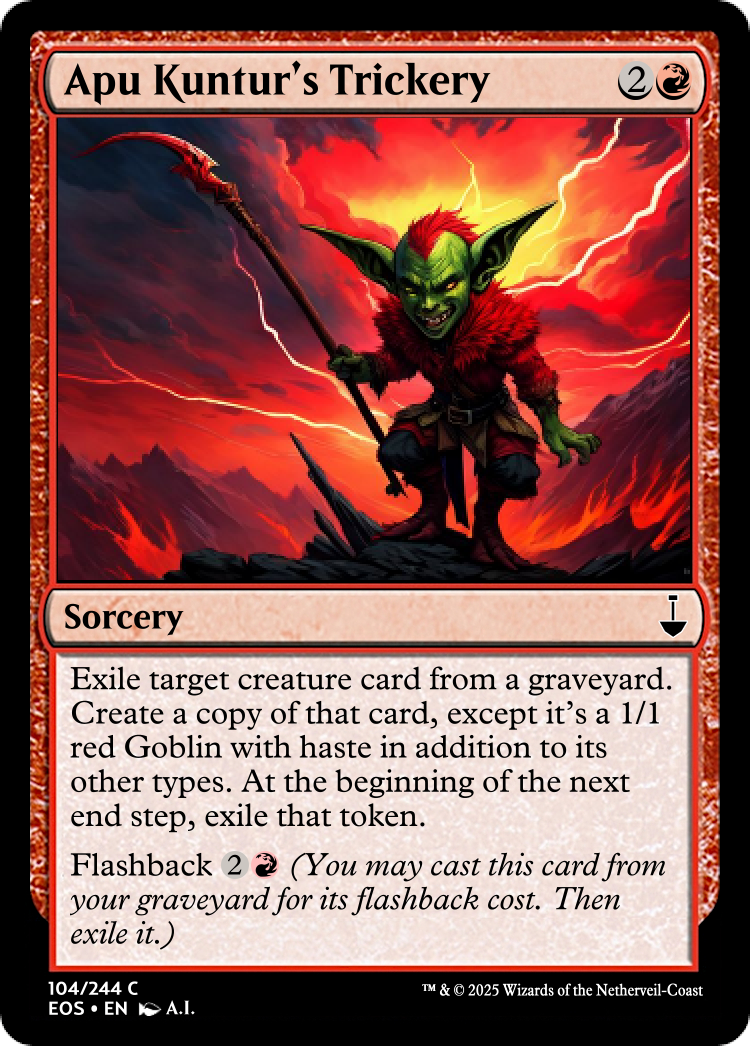 Apu Kuntur's Trickery 2
Sorcery
Exile target creature card from a graveyard.
Create a copy of that card, except it's a 1/1
red Goblin with haste in addition to its
other types. At the beginning of the next
end step, exile that token.
Flashback 2 (You may cast this card from
your graveyard for its flashback cost. Then
exile it.)
104/244 C
™ & © 2025 Wizards of the Netherveil-Coast
EOS • EN A.I.